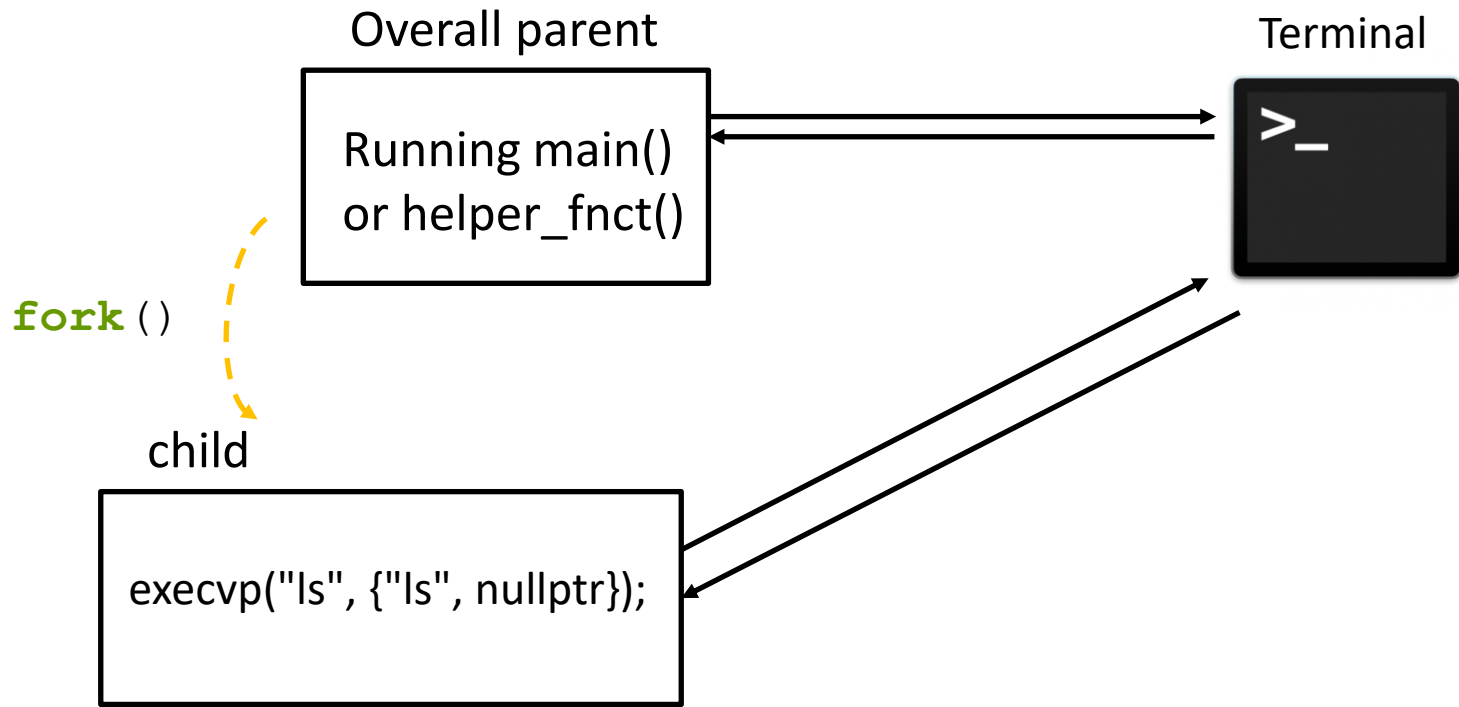 Overall parent
Terminal
Running main()
or helper_fnct()
>_
fork()
child
execvp("ls", {"ls", nullptr});